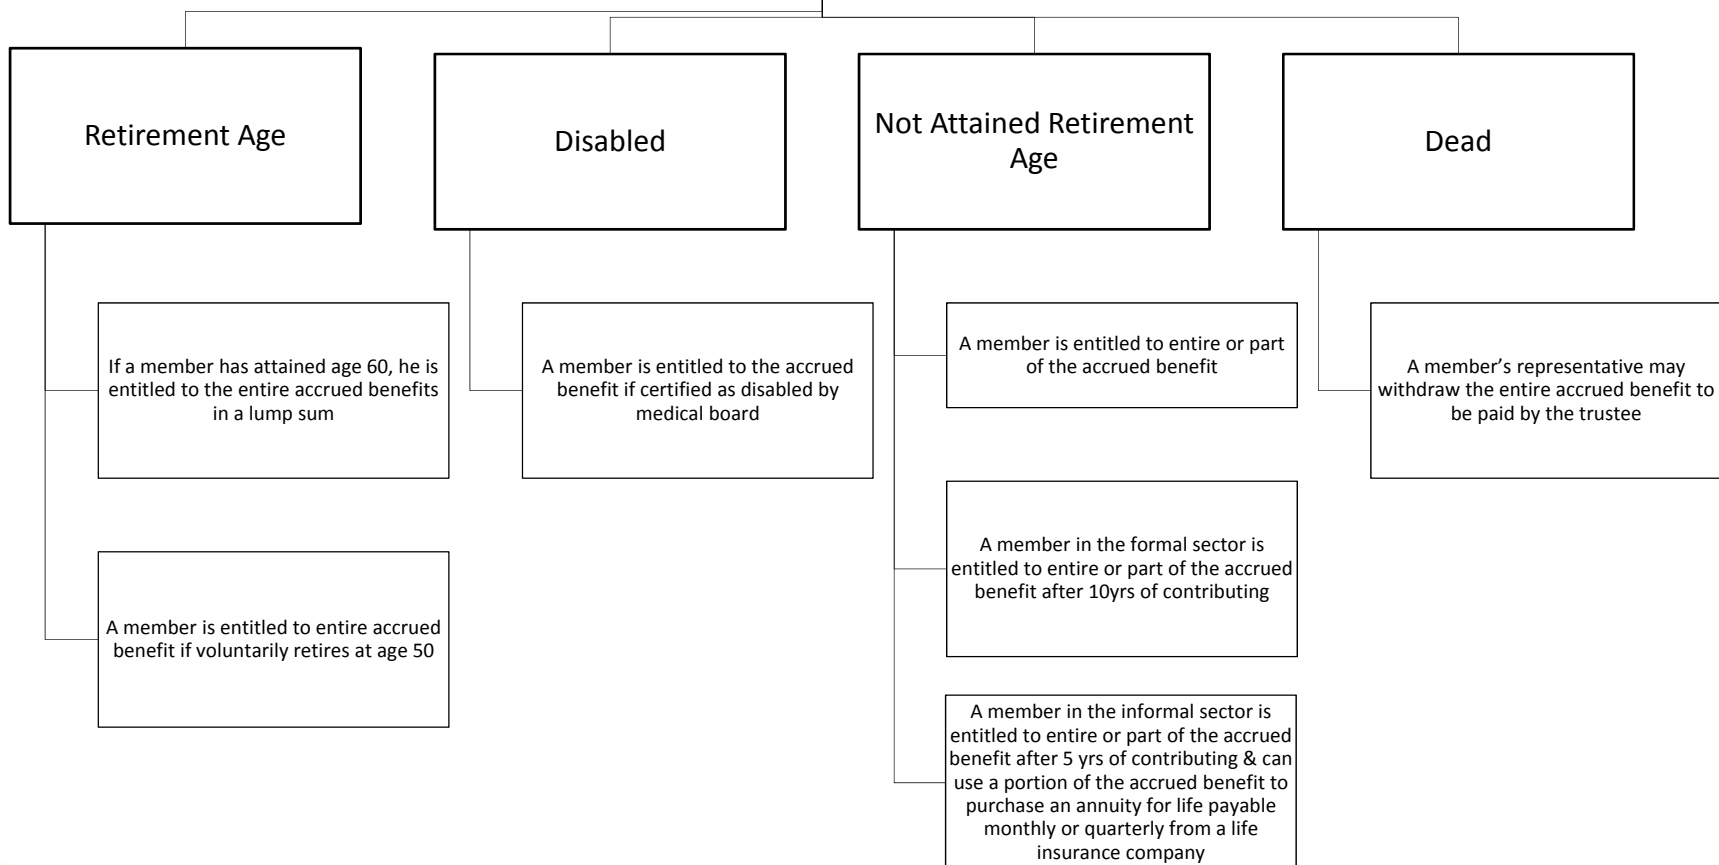 Retirement Age
Disabled
Not Attained Retirement
Age
Dead
If a member has attained age 60, he is
entitled to the entire accrued benefits
in a lump sum
A member is entitled to entire accrued
benefit if voluntarily retires at age 50
A member is entitled to the accrued
benefit if certified as disabled by
medical board
A member is entitled to entire or part
of the accrued benefit
A member in the formal sector is
entitled to entire or part of the accrued
benefit after 10yrs of contributing
A member in the informal sector is
entitled to entire or part of the accrued
benefit after 5 yrs of contributing & can
use a portion of the accrued benefit to
purchase an annuity for life payable
monthly or quarterly from a life
insurance company
A member’s representative may
withdraw the entire accrued benefit to
be paid by the trustee